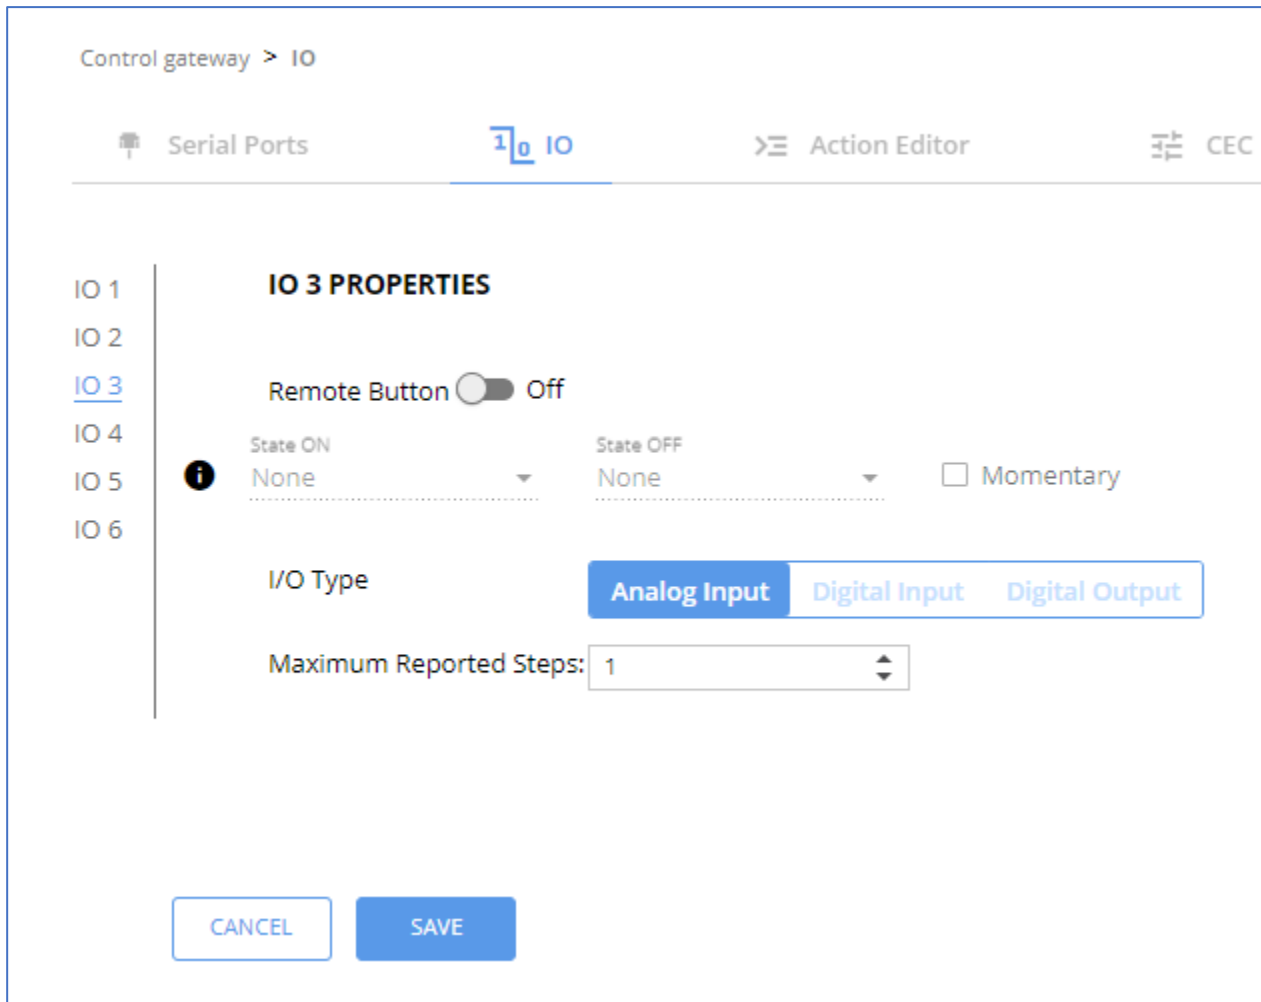 Control gateway > IO
Serial Ports
1 0 IO
Action Editor
CEC
IO 1
IO 2
IO 3
IO 4
IO 5
IO 6
IO 3 PROPERTIES
Remote Button Off
State ON
None
State OFF
None
Momentary
I/O Type
Analog Input Digital Input Digital Output
Maximum Reported Steps: 1
CANCEL
SAVE